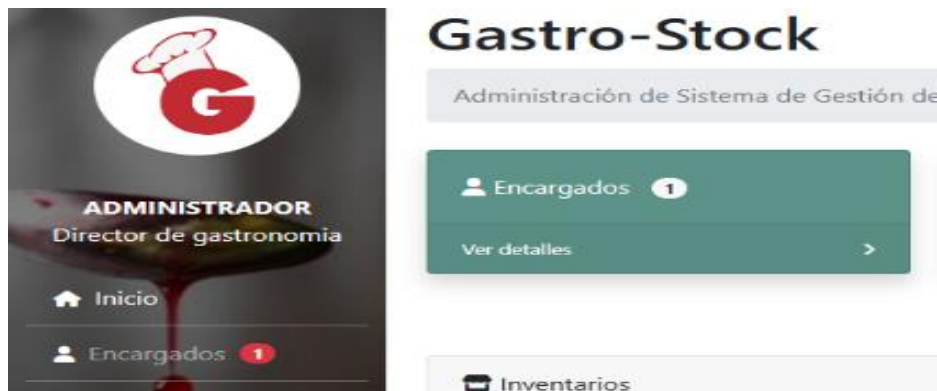 G
ADMINISTRADOR
Director de gastronomia
Inicio
Encargados 1
Gastro-Stock
Administración de Sistema de Gestión de
Encargados 1
Ver detalles
Inventarios